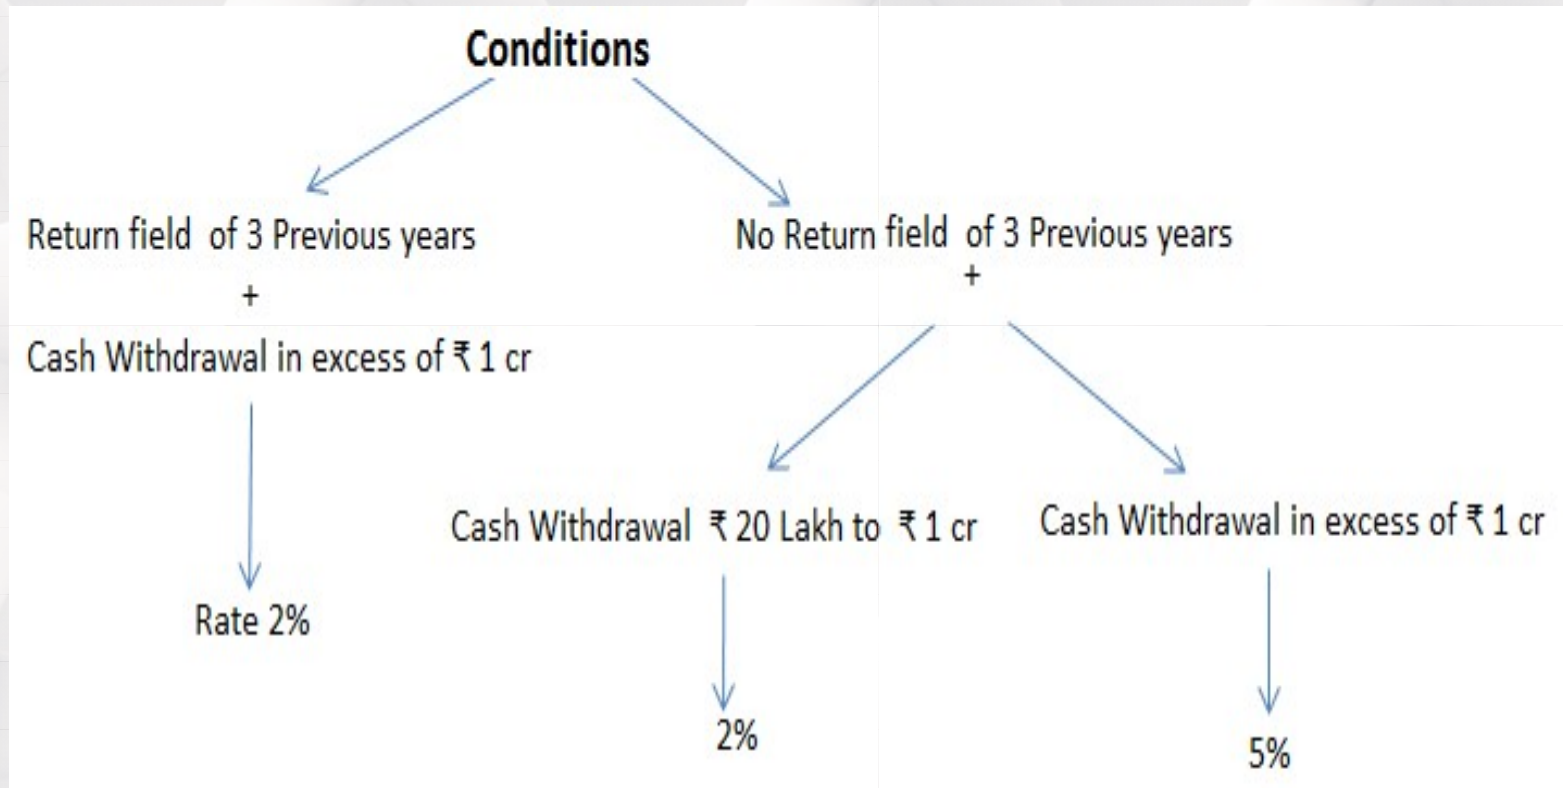 Conditions
Return field of 3 Previous years
+
Cash Withdrawal in excess of ₹ 1 cr
Rate 2%
No Return field of 3 Previous years
+
Cash Withdrawal ₹ 20 Lakh to ₹ 1 cr
2%
Cash Withdrawal in excess of ₹ 1 cr
5%